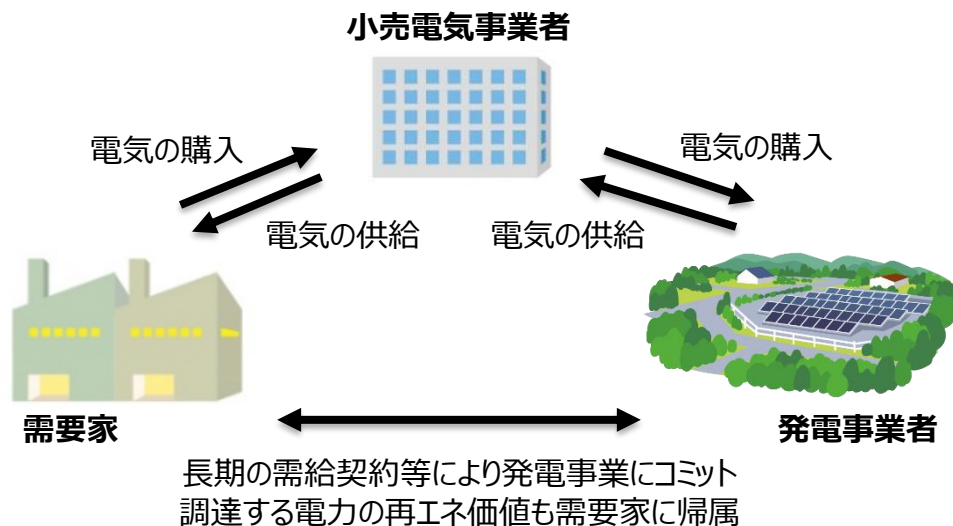 小売電気事業者
電気の購入
電気の購入
電気の供給
電気の供給
需要家
発電事業者
長期の需給契約等により発電事業にコミット
調達する電力の再エネ価値も需要家に帰属